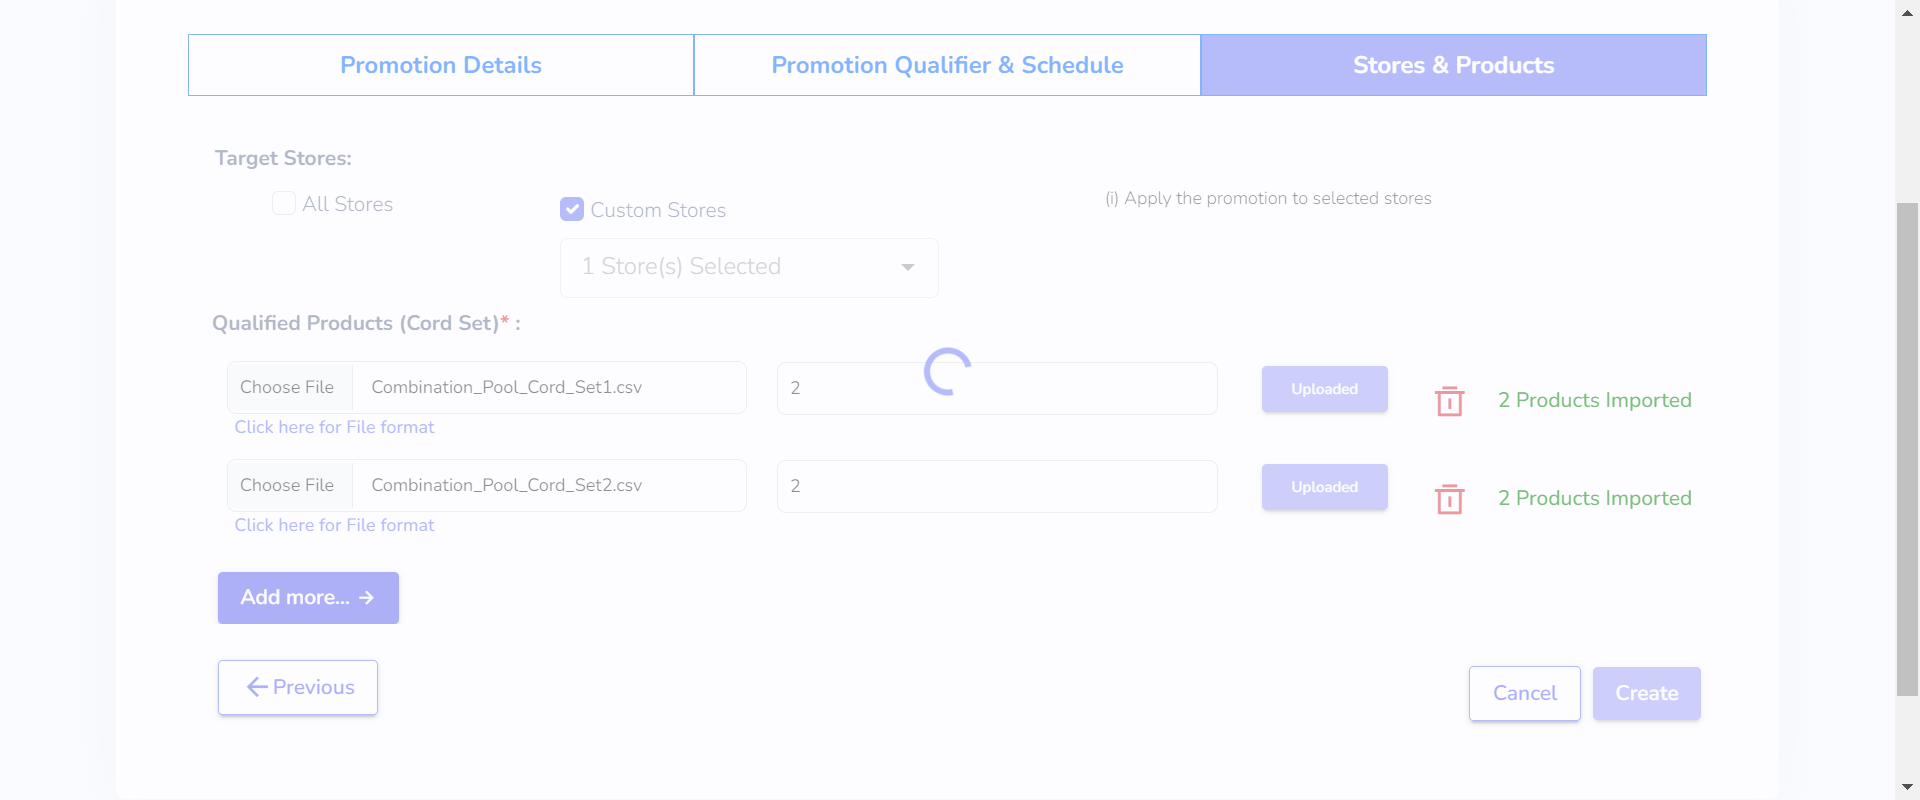 Promotion Details
Promotion Qualifier & Schedule
Stores & Products
Target Stores:
All Stores
Custom Stores
(i) Apply the promotion to selected stores
1 Store(s) Selected
Qualified Products (Cord Set)* :
Choose File Combination_Pool_Cord_Set1.csv
2
Uploaded
2 Products Imported
Click here for File format
Choose File Combination_Pool_Cord_Set2.csv
2
Uploaded
2 Products Imported
Click here for File format
Add more...
Previous
Cancel
Create